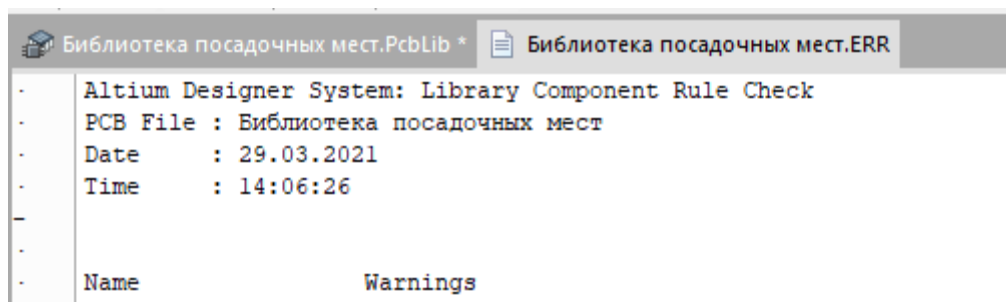 Библиотека посадочных мест.PcbLib * Библиотека посадочных мест.ERR
Altium Designer System: Library Component Rule Check
PCB File : Библиотека посадочных мест
Date : 29.03.2021
Time : 14:06:26
Name Warnings